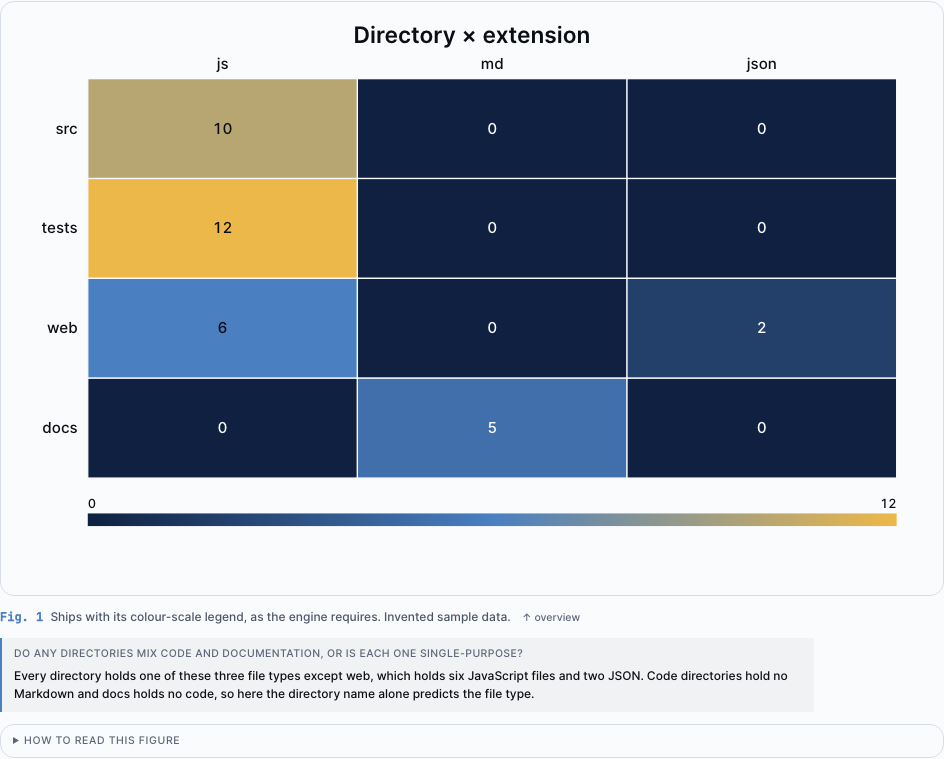 Directory × extension
js md json
src 10 0 0
tests 12 0 0
web 6 0 2
docs 0 5 0
0 12
Fig. 1 Ships with its colour-scale legend, as the engine requires. Invented sample data. ↑ overview
DO ANY DIRECTORIES MIX CODE AND DOCUMENTATION, OR IS EACH ONE SINGLE-PURPOSE?
Every directory holds one of these three file types except web, which holds six JavaScript files and two JSON. Code directories hold no
Markdown and docs holds no code, so here the directory name alone predicts the file type.
▶ HOW TO READ THIS FIGURE